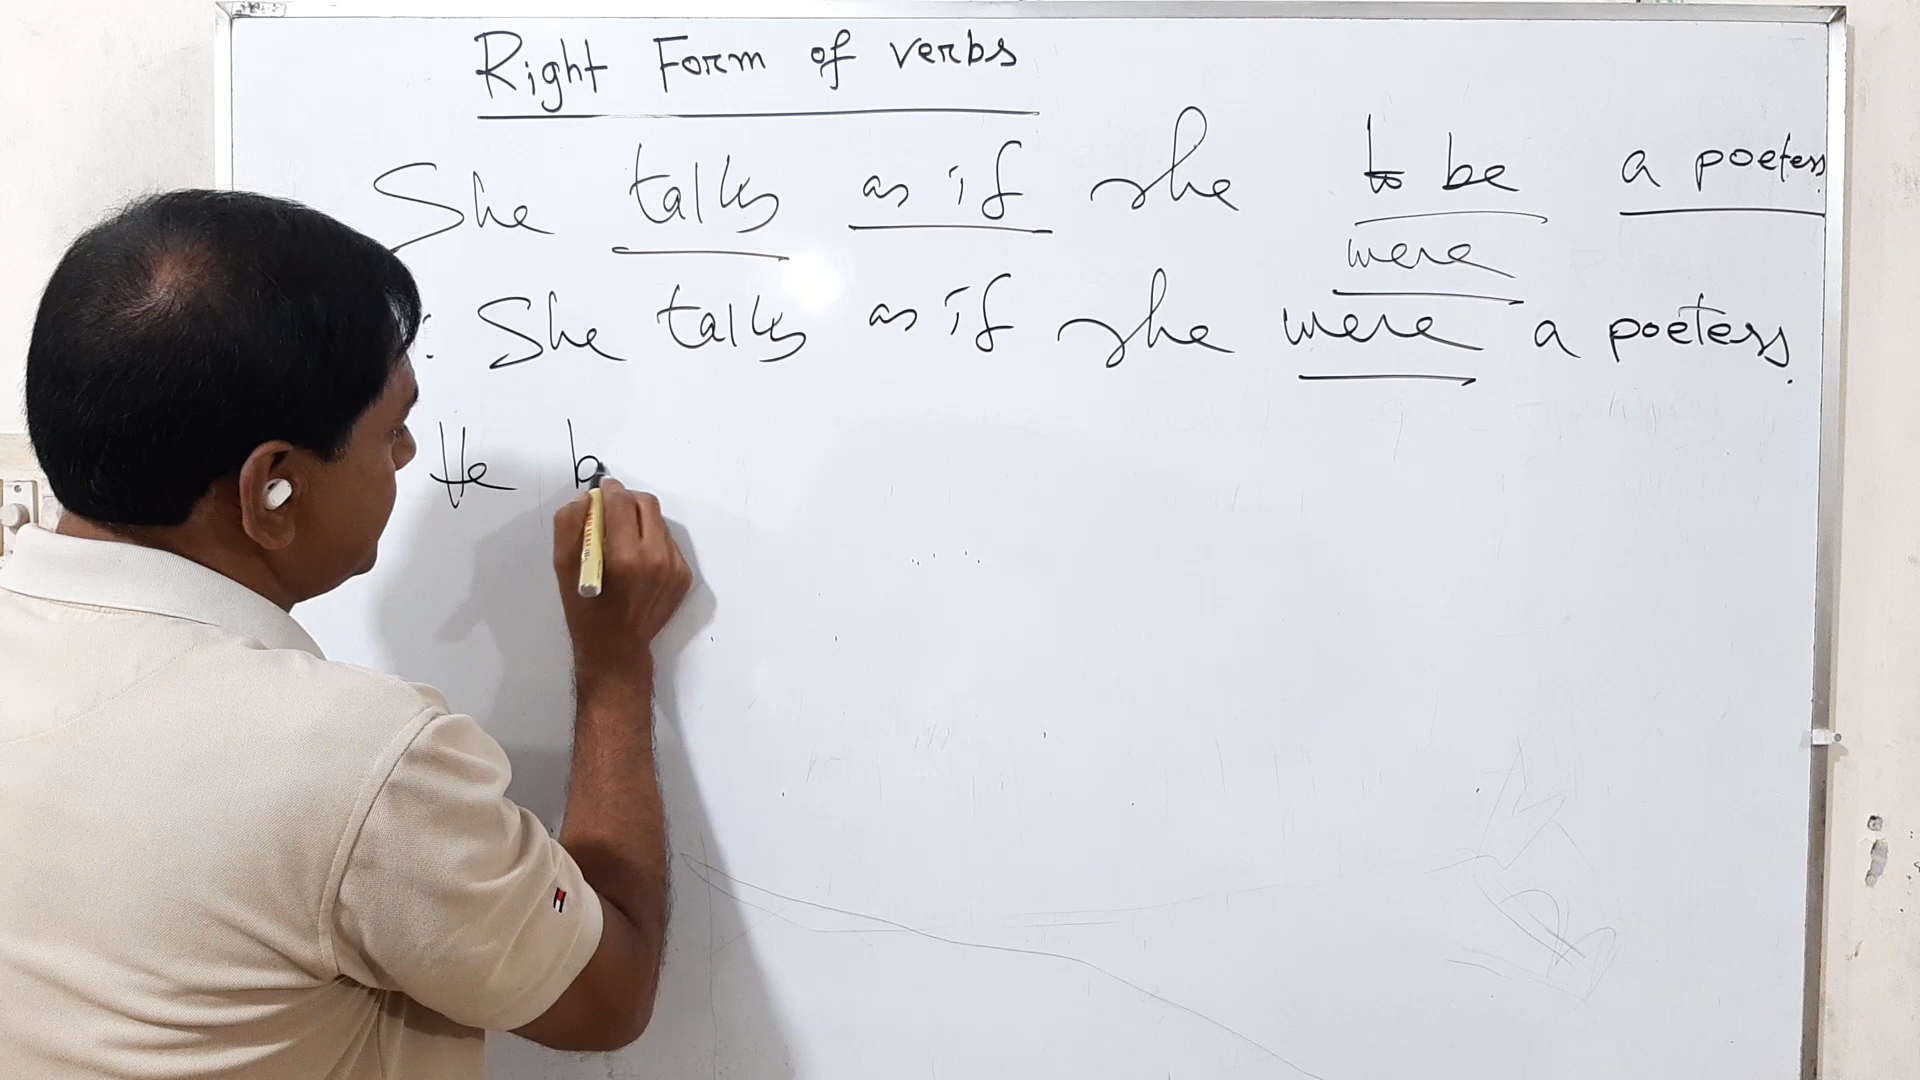 Right Form of verbs
She talks as if she to be a poetess
were
: She talks as if she were a poetess.
He b